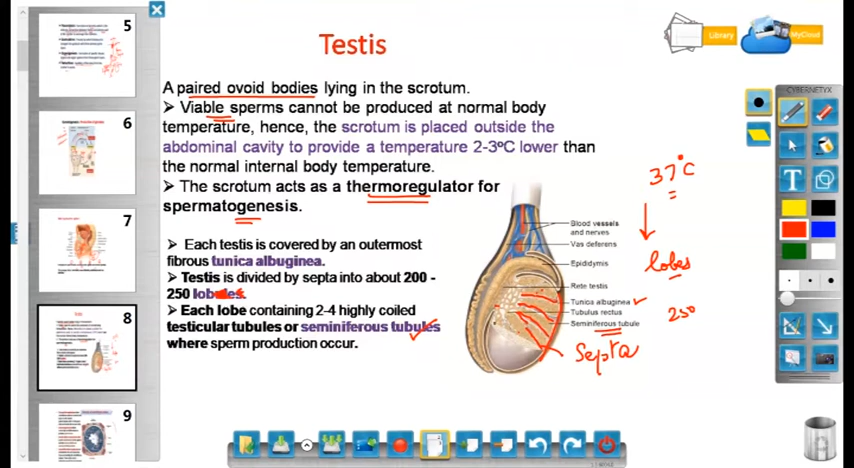 5
Testis
Library
MyCloud
A paired ovoid bodies lying in the scrotum.
➤ Viable sperms cannot be produced at normal body
temperature, hence, the scrotum is placed outside the
abdominal cavity to provide a temperature 2-3ºC lower than
the normal internal body temperature.
➤ The scrotum acts as a thermoregulator for
spermatogenesis.
CYBERNETYX
6
37°C
➤ Each testis is covered by an outermost
fibrous tunica albuginea.
➤ Testis is divided by septa into about 200 -
250 lobules.
➤ Each lobe containing 2-4 highly coiled
testicular tubules or seminiferous tubules
where sperm production occur.
Blood vessels
and nerves
Vas deferens
Epididymis
Rete testis
Tunica albuginea
Tubulus rectus
Seminiferous tubule
lobes
250
Septa
7
8
9